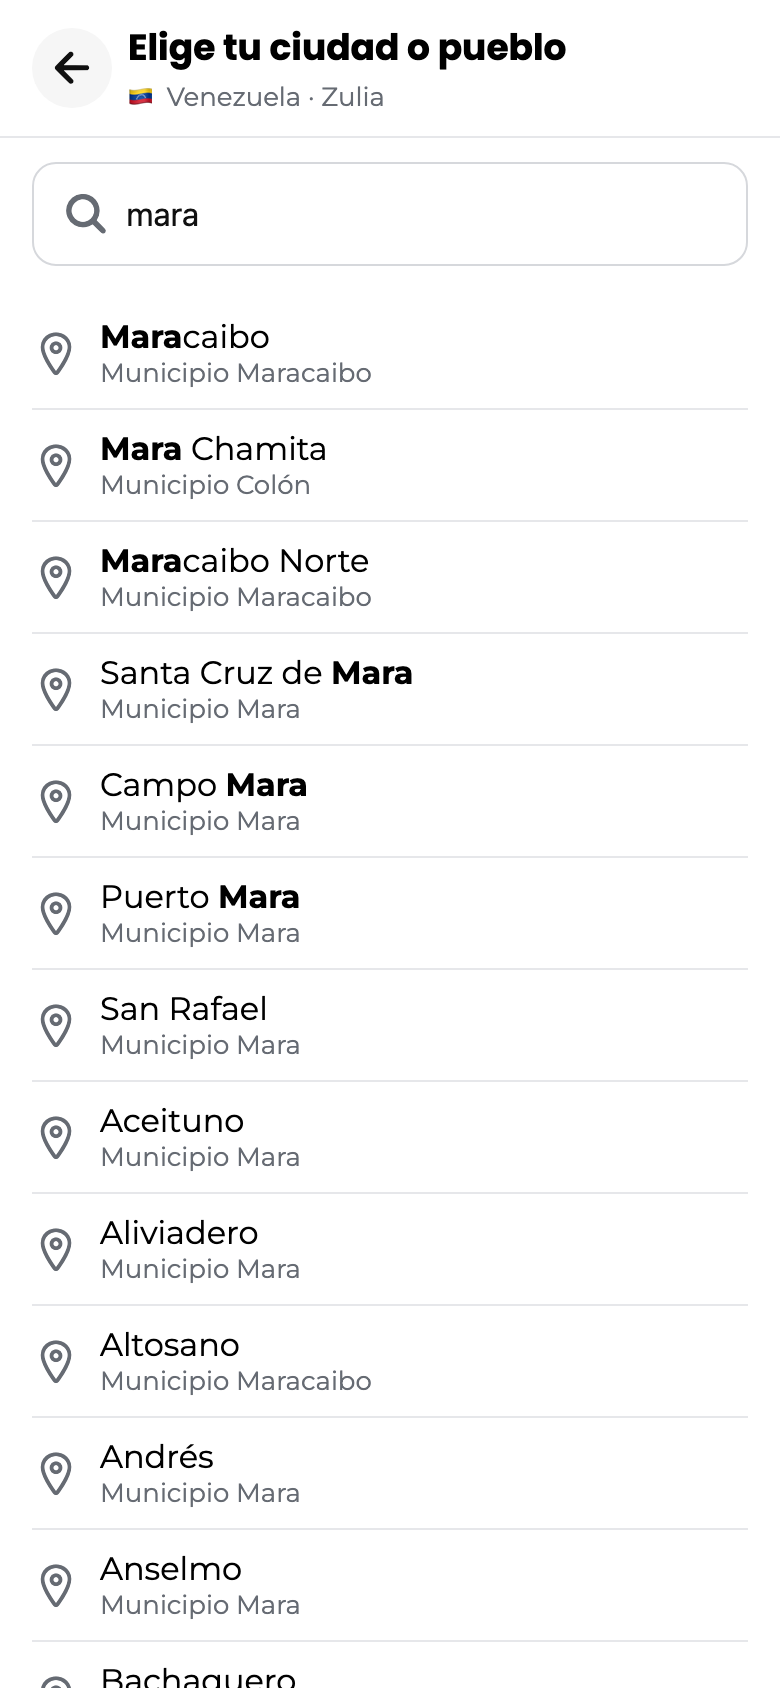 Elige tu ciudad o pueblo
Venezuela · Zulia
mara
Maracaibo
Municipio Maracaibo
Mara Chamita
Municipio Colón
Maracaibo Norte
Municipio Maracaibo
Santa Cruz de Mara
Municipio Mara
Campo Mara
Municipio Mara
Puerto Mara
Municipio Mara
San Rafael
Municipio Mara
Aceituno
Municipio Mara
Aliviadero
Municipio Mara
Altosano
Municipio Maracaibo
Andrés
Municipio Mara
Anselmo
Municipio Mara
Bachaquero